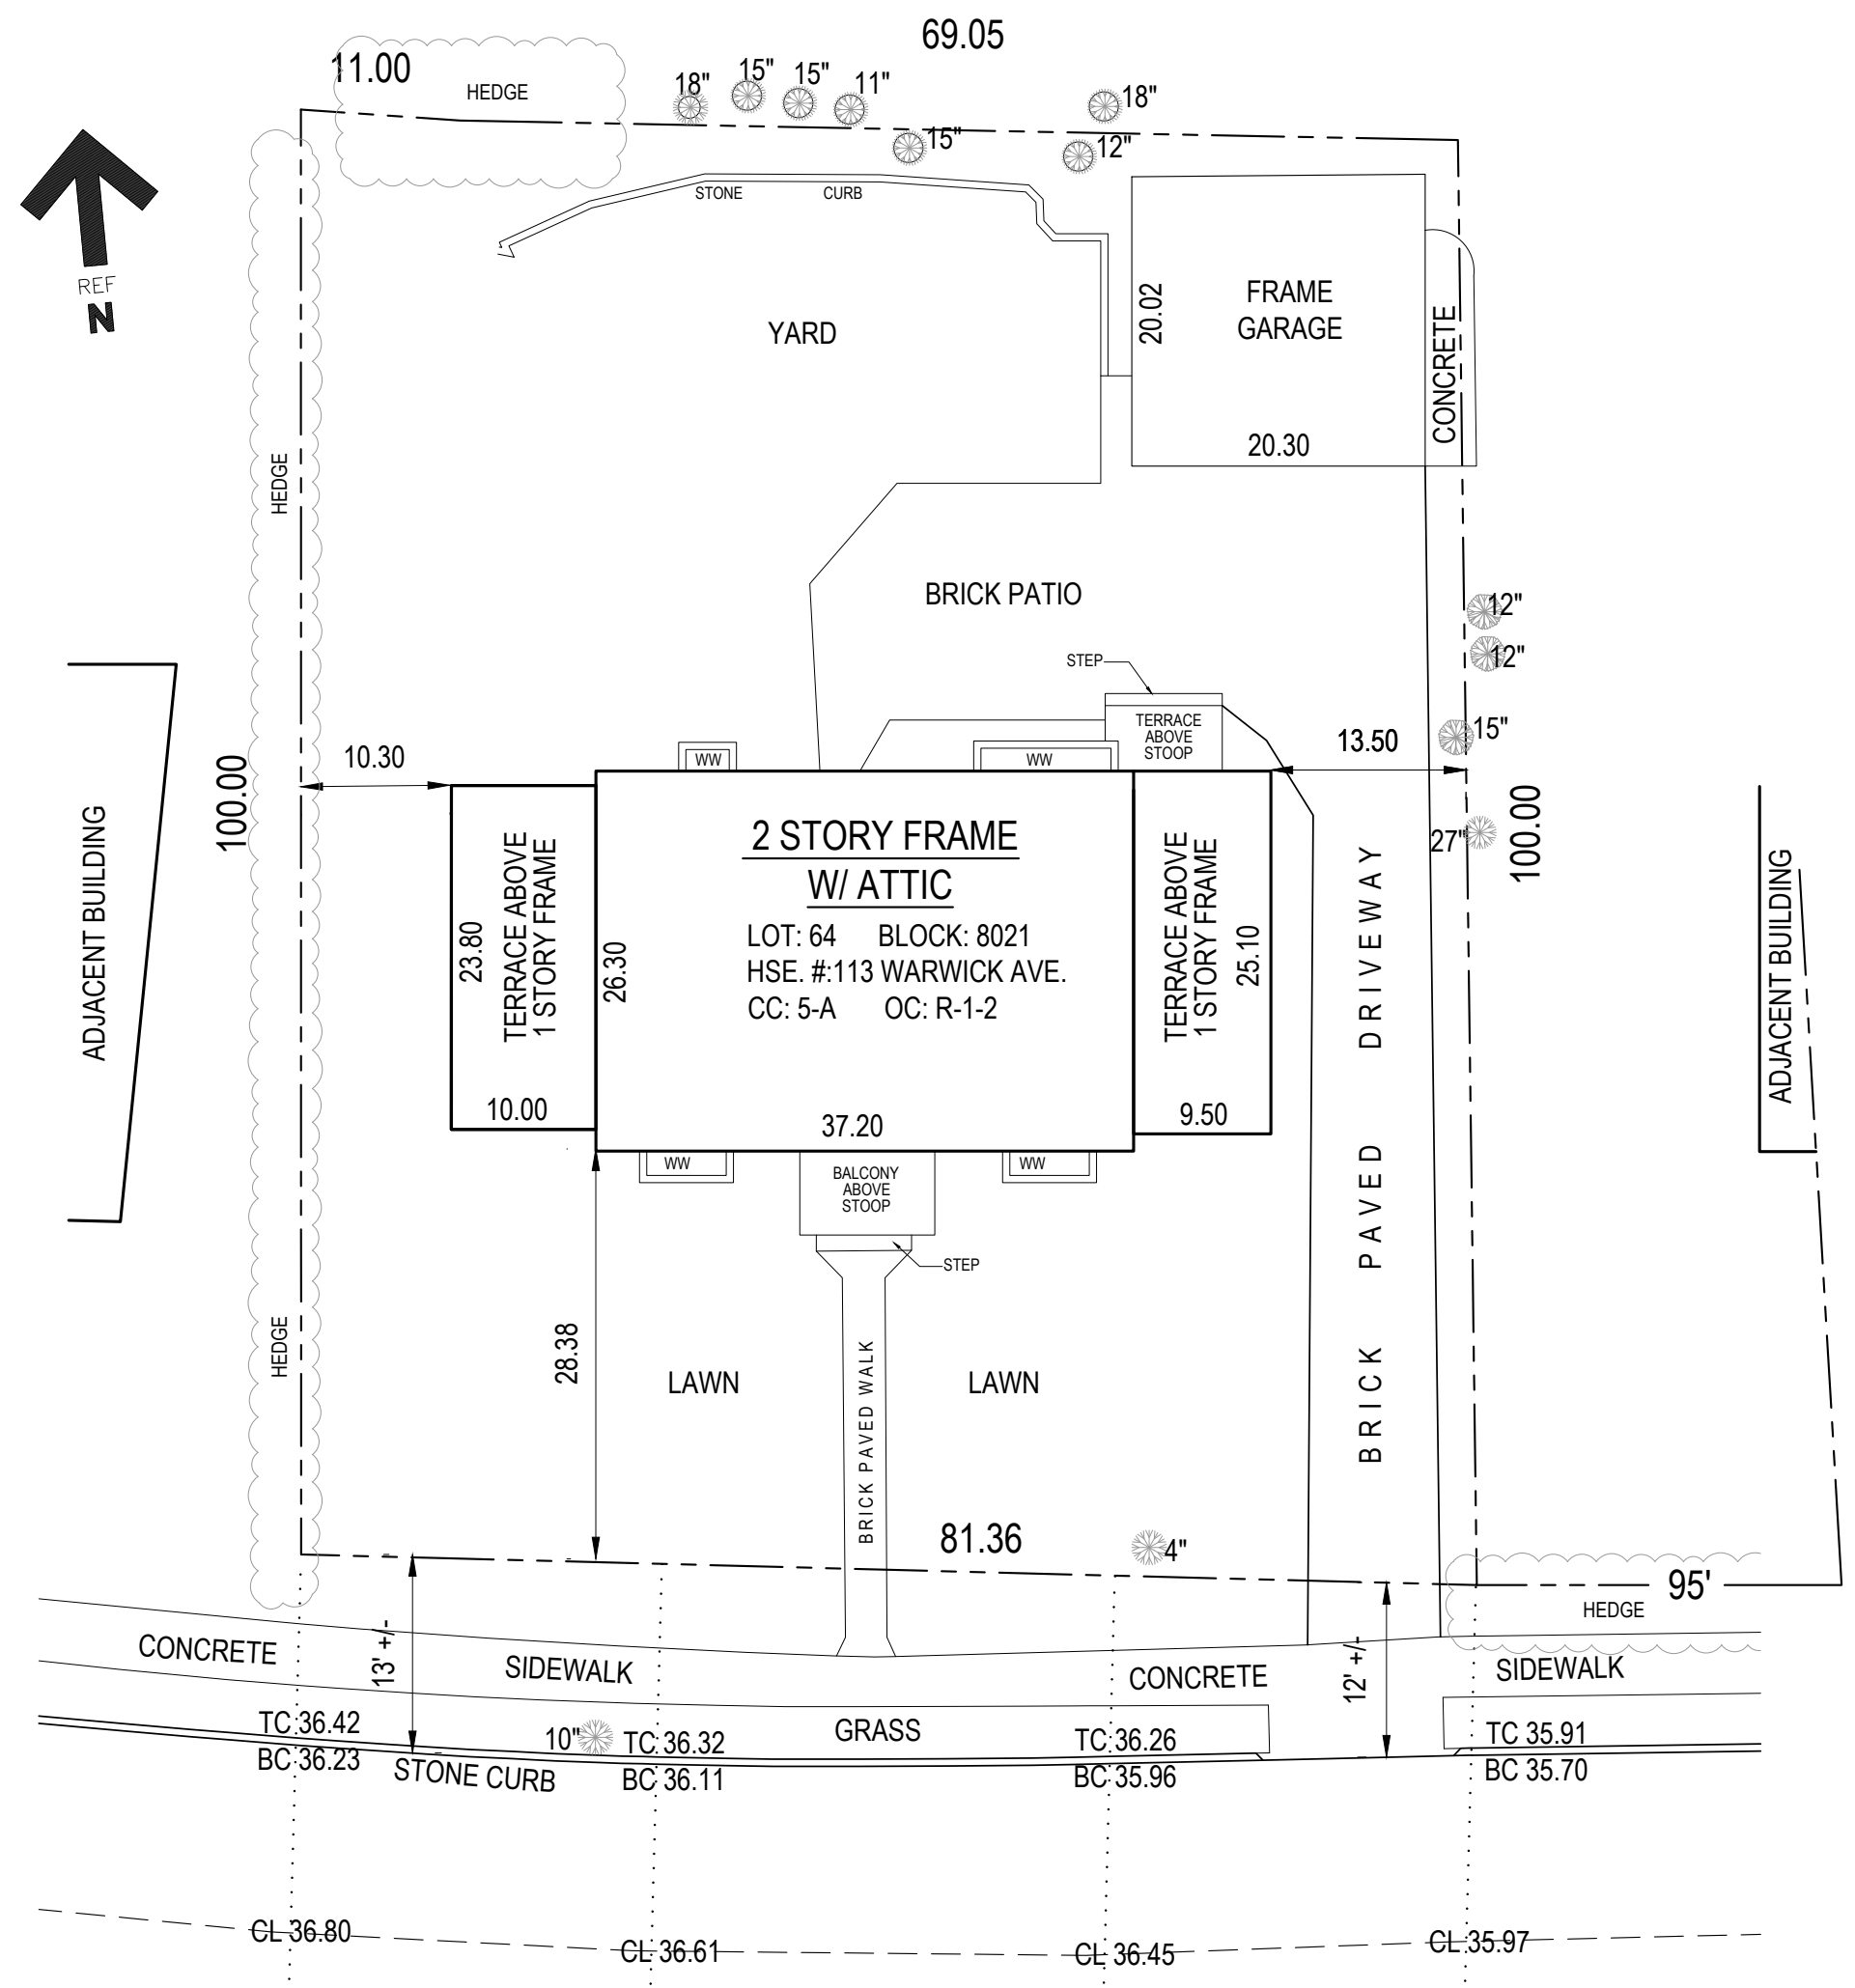 69.05
11.00
HEDGE
18"
15"
15"
11"
18"
15"
12"
STONE CURB
REF
N
YARD
20.02
FRAME
GARAGE
CONCRETE
20.30
HEDGE
BRICK PATIO
12"
12"
STEP
TERRACE
ABOVE
STOOP
15"
13.50
10.30
WW
WW
100.00
ADJACENT BUILDING
27"
100.00
ADJACENT BUILDING
23.80
TERRACE ABOVE
1 STORY FRAME
10.00
26.30
2 STORY FRAME
W/ ATTIC
LOT: 64 BLOCK: 8021
HSE. #:113 WARWICK AVE.
CC: 5-A OC: R-1-2
37.20
TERRACE ABOVE
1 STORY FRAME
25.10
9.50
BRICK PAVED DRIVEWAY
WW
BALCONY
ABOVE
STOOP
WW
STEP
HEDGE
28.38
LAWN
BRICK PAVED WALK
LAWN
81.36
4"
95'
HEDGE
CONCRETE
13' +/-
SIDEWALK
CONCRETE
12' +/-
SIDEWALK
TC 36.42
BC 36.23
STONE CURB
10"
TC 36.32
BC 36.11
GRASS
TC 36.26
BC 35.96
TC 35.91
BC 35.70
CL 36.80
CL 36.61
CL 36.45
CL 35.97